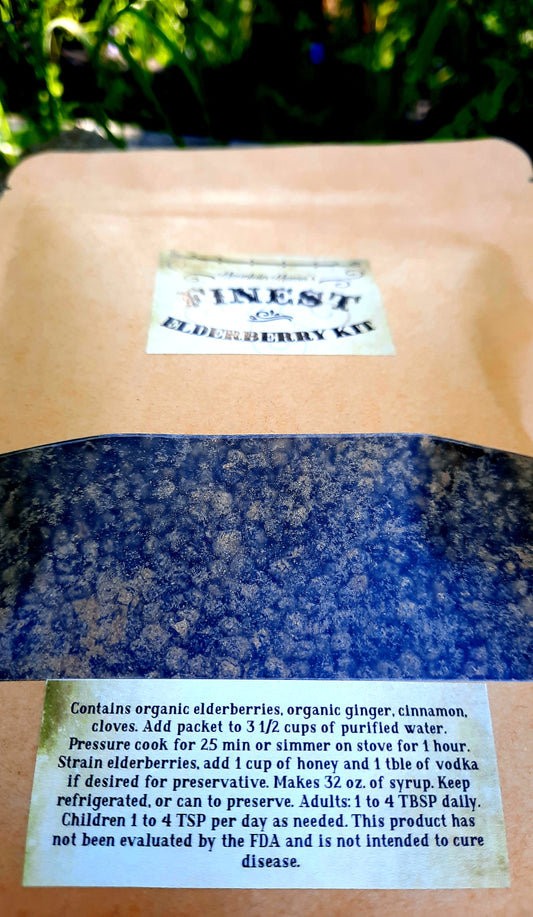 FINEST
ELDERBERRY KIT
Contains organic elderberries, organic ginger, cinnamon,
cloves. Add packet to 3 1/2 cups of purified water.
Pressure cook for 25 min or simmer on stove for 1 hour.
Strain elderberries, add 1 cup of honey and 1 tble of vodka
if desired for preservative. Makes 32 oz. of syrup. Keep
refrigerated, or can to preserve. Adults: 1 to 4 TBSP daily.
Children 1 to 4 TSP per day as needed. This product has
not been evaluated by the FDA and is not intended to cure
disease.